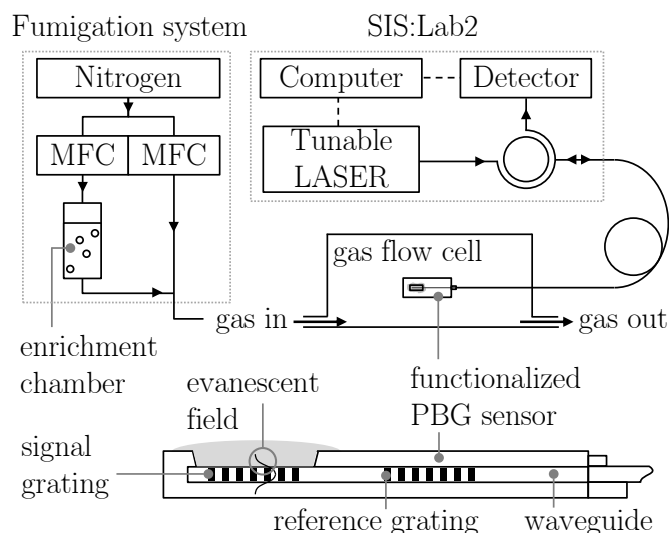 Fumigation system
SIS:Lab2
Nitrogen
MFC
MFC
Computer
Detector
Tunable
LASER
gas flow cell
gas in
gas out
enrichment
chamber
evanescent
field
functionalized
PBG sensor
signal
grating
reference grating
waveguide